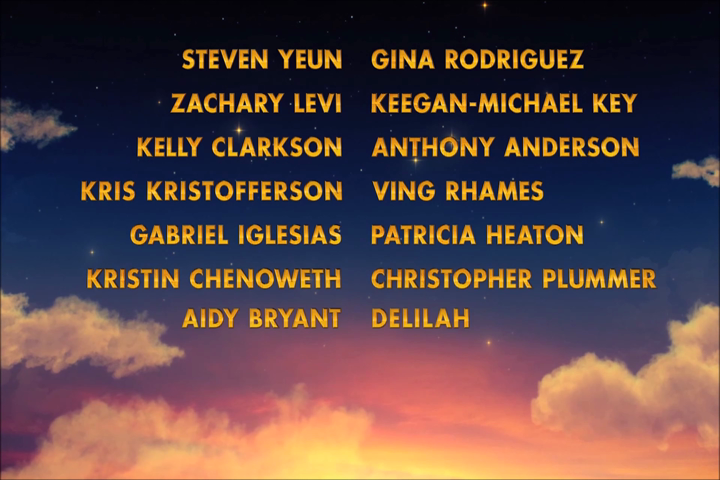 STEVEN YEUN GINA RODRIGUEZ
ZACHARY LEVI KEEGAN-MICHAEL KEY
KELLY CLARKSON ANTHONY ANDERSON
KRIS KRISTOFFERSON VING RHAMES
GABRIEL IGLESIAS PATRICIA HEATON
KRISTIN CHENOWETH CHRISTOPHER PLUMMER
AIDY BRYANT DELILAH